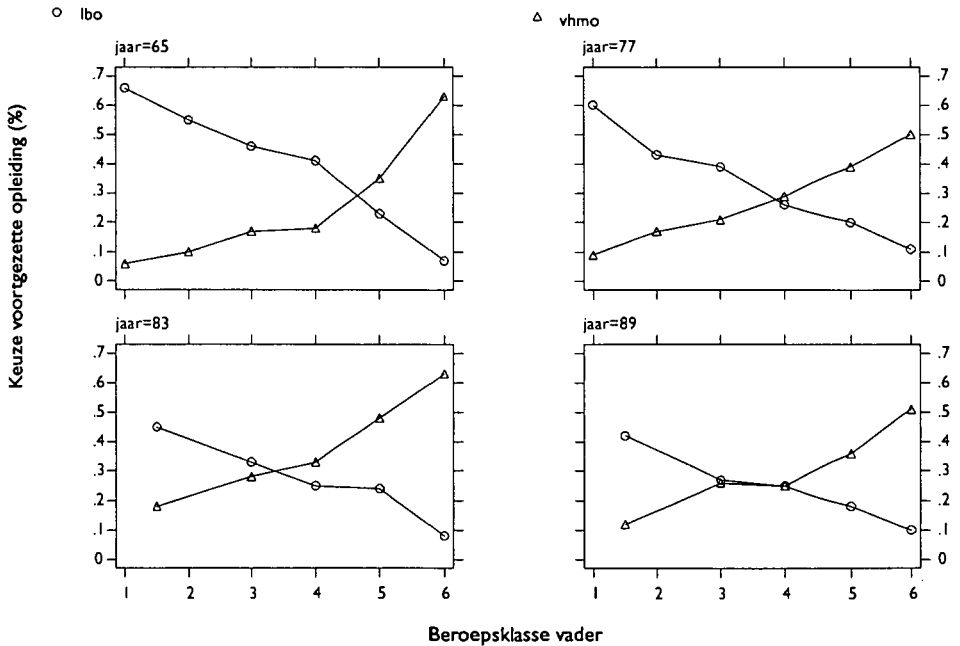 lbo
vhmo
jaar=65
jaar=77
.7 .7
.6 .6
.5 .5
.4 .4
.3 .3
.2 .2
.1 .1
0 0
Keuze voortgezette opleiding (%)
jaar=83
jaar=89
.7 .7
.6 .6
.5 .5
.4 .4
.3 .3
.2 .2
.1 .1
0 0
1 2 3 4 5 6
1 2 3 4 5 6
Beroepsklasse vader